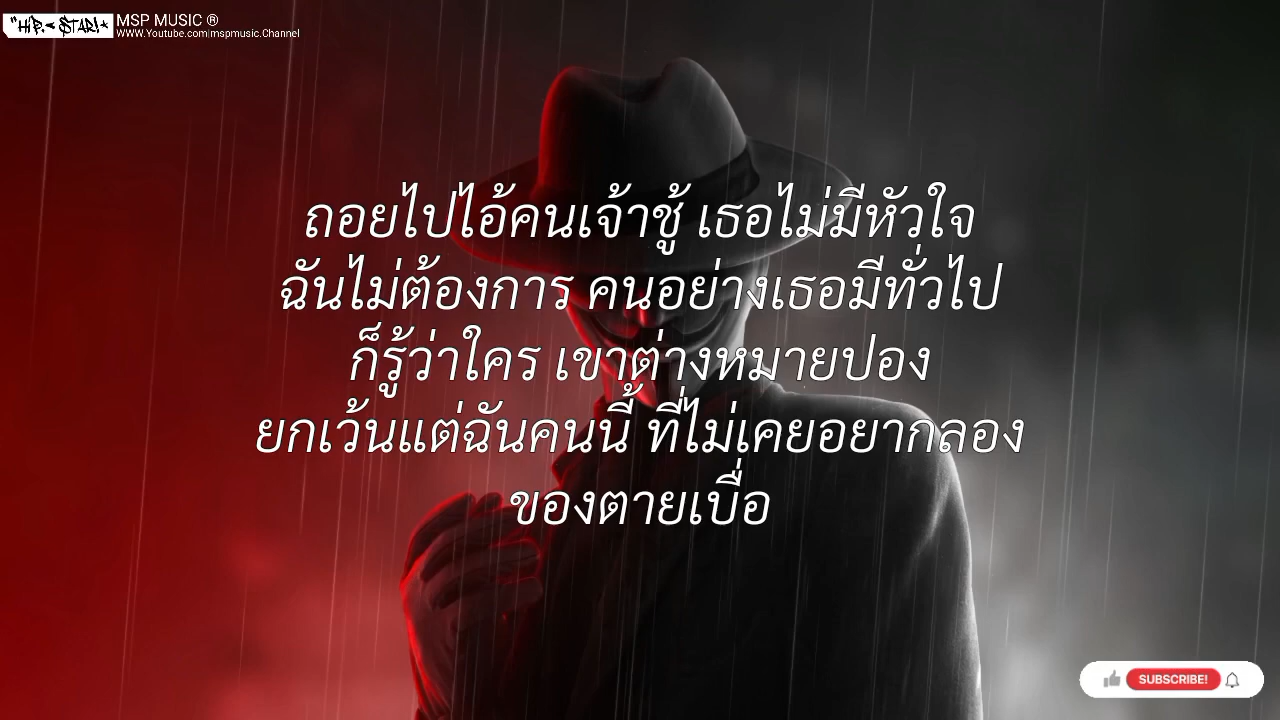 "HIP.- STAR!*
MSP MUSIC ®
WWW.Youtube.com|mspmusic.Channel
ถอยไปไอ้คนเจ้าชู้ เธอไม่มีหัวใจ
ฉันไม่ต้องการ คนอย่างเธอมีทั่วไป
ก็รู้ว่าใคร เขาต่างหมายปอง
ยกเว้นแต่ฉันคนนี้ ที่ไม่เคยอยากลอง
ของตายเบื่อ
SUBSCRIBE!